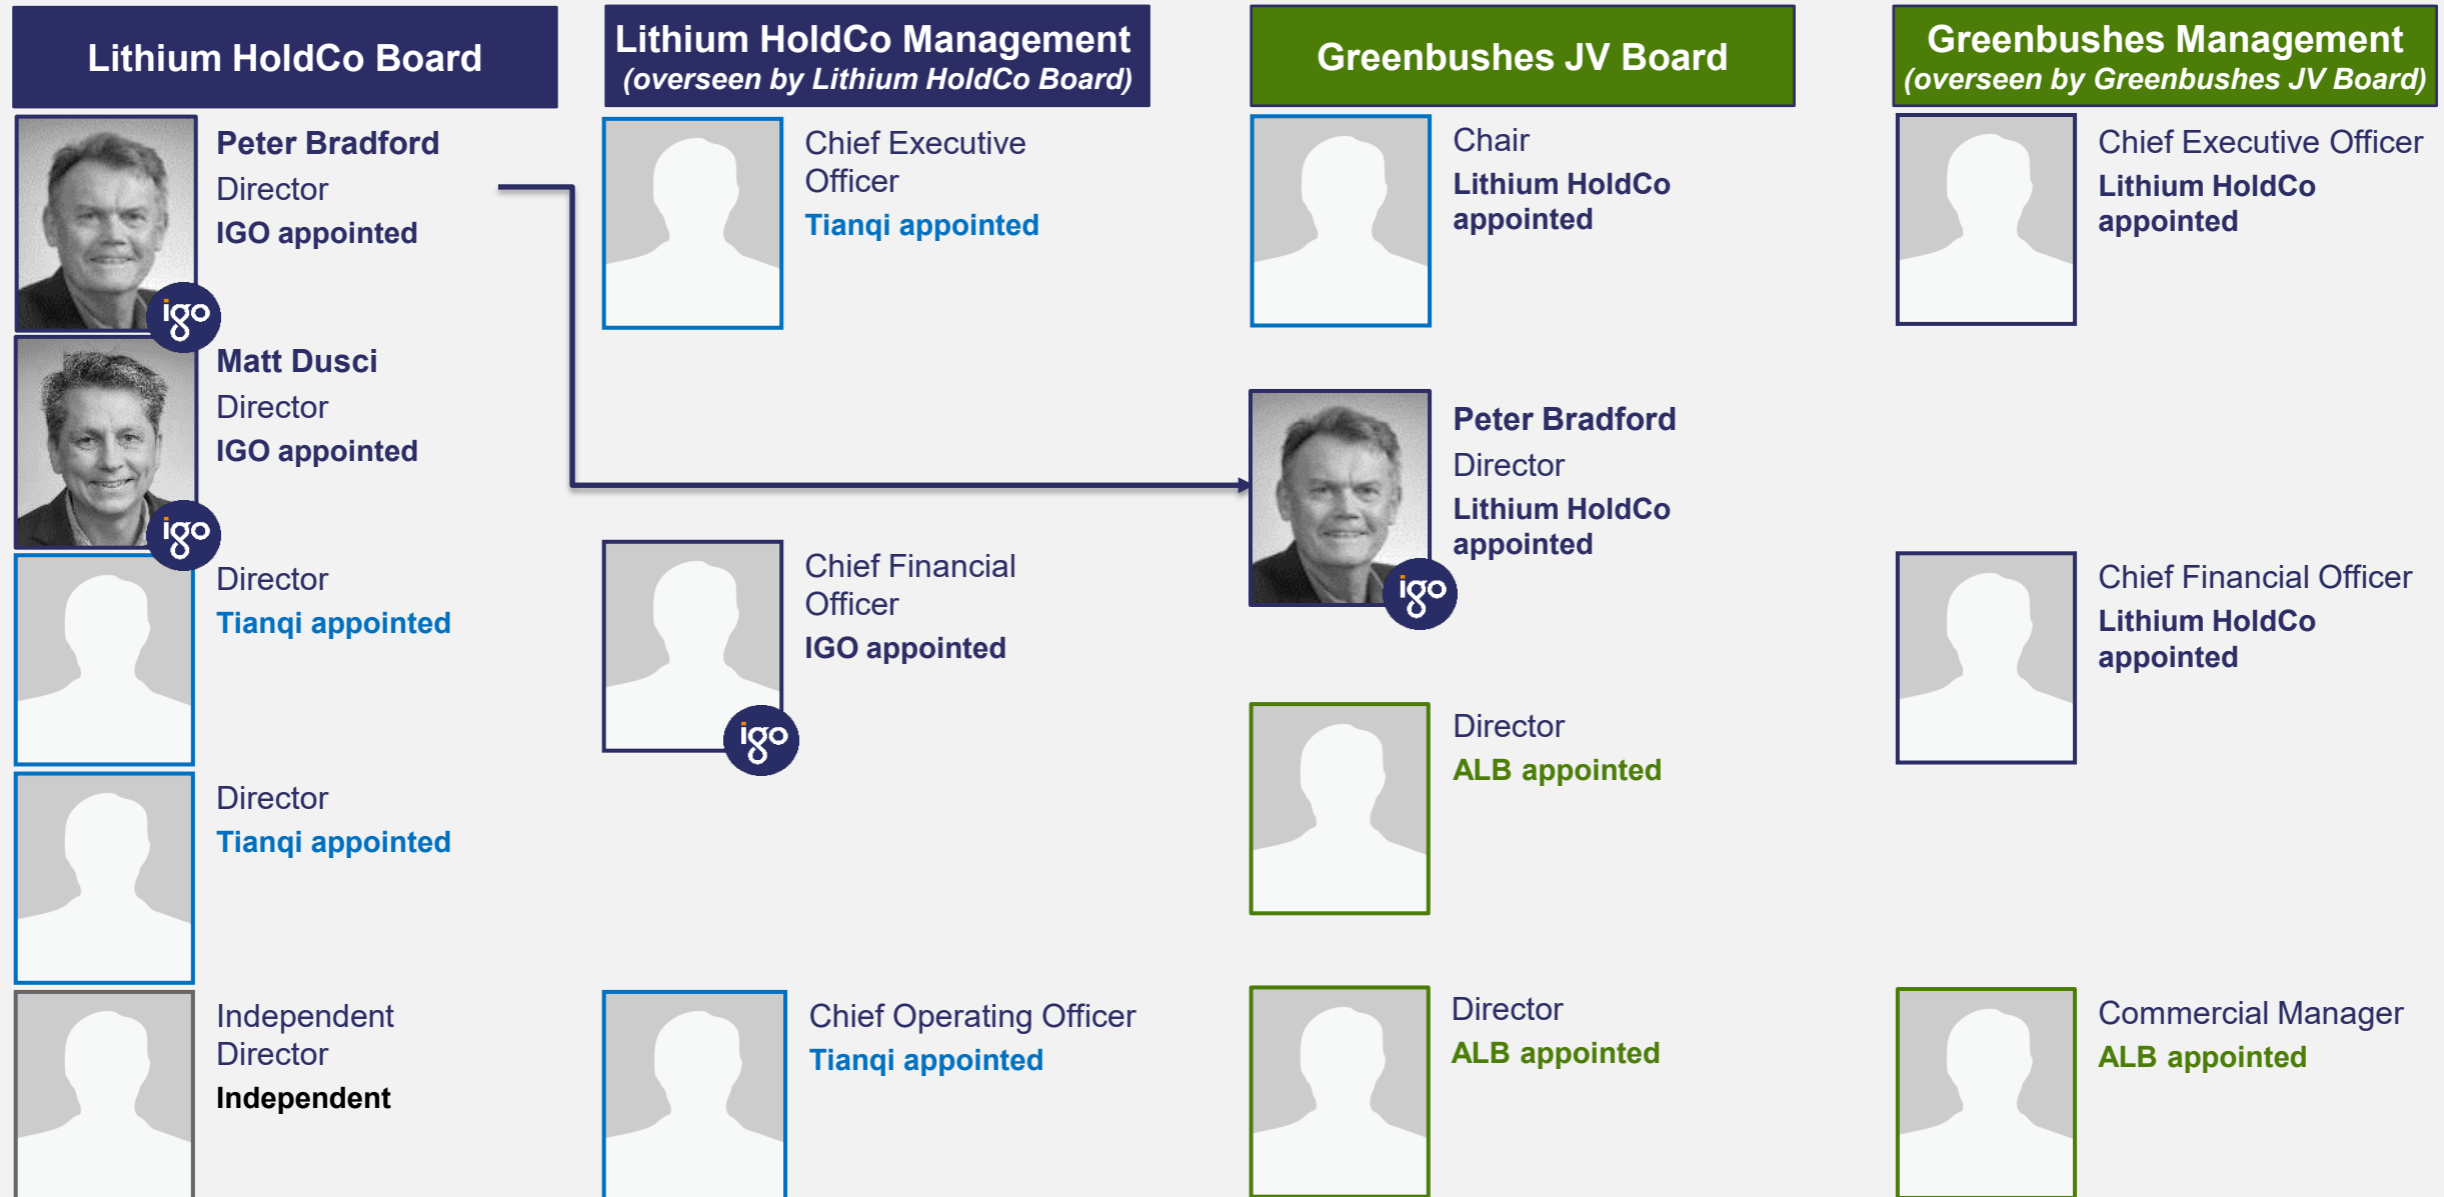 Lithium HoldCo Board
Peter Bradford
Director
IGO appointed
igo
Matt Dusci
Director
IGO appointed
igo
Director
Tianqi appointed
Director
Tianqi appointed
Independent
Director
Independent
Lithium HoldCo Management
(overseen by Lithium HoldCo Board)
Chief Executive
Officer
Tianqi appointed
Chief Financial
Officer
IGO appointed
igo
Chief Operating Officer
Tianqi appointed
Greenbushes JV Board
Chair
Lithium HoldCo
appointed
Peter Bradford
Director
Lithium HoldCo
appointed
igo
Director
ALB appointed
Director
ALB appointed
Greenbushes Management
(overseen by Greenbushes JV Board)
Chief Executive Officer
Lithium HoldCo
appointed
Chief Financial Officer
Lithium HoldCo
appointed
Commercial Manager
ALB appointed